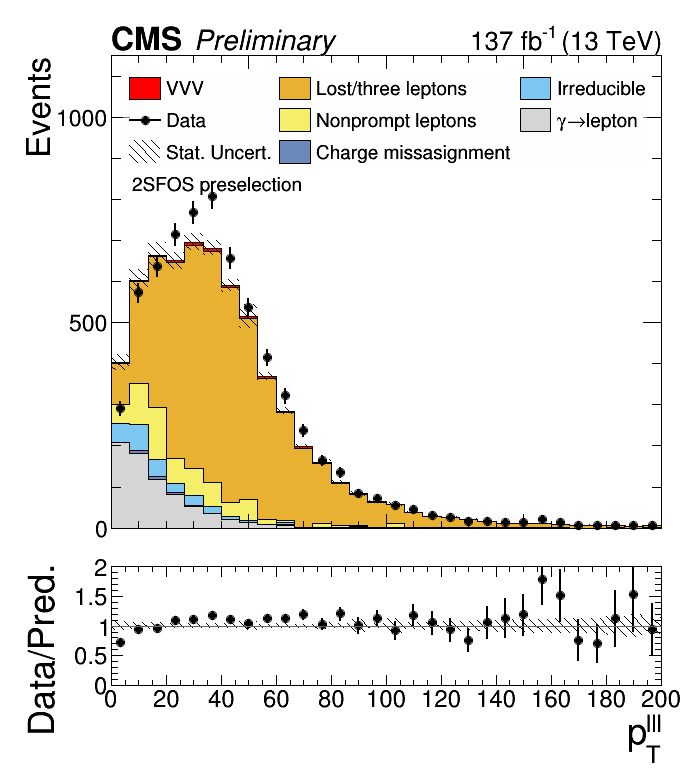 CMS Preliminary 137 fb-1 (13 TeV)
Events
VVV Lost/three leptons Irreducible
Data Nonprompt leptons γ→lepton
Stat. Uncert. Charge missasignment
2SFOS preselection
1000
500
0
Data/Pred.
2
1.5
1
0.5
0
0 20 40 60 80 100 120 140 160 180 200
p_T^lll